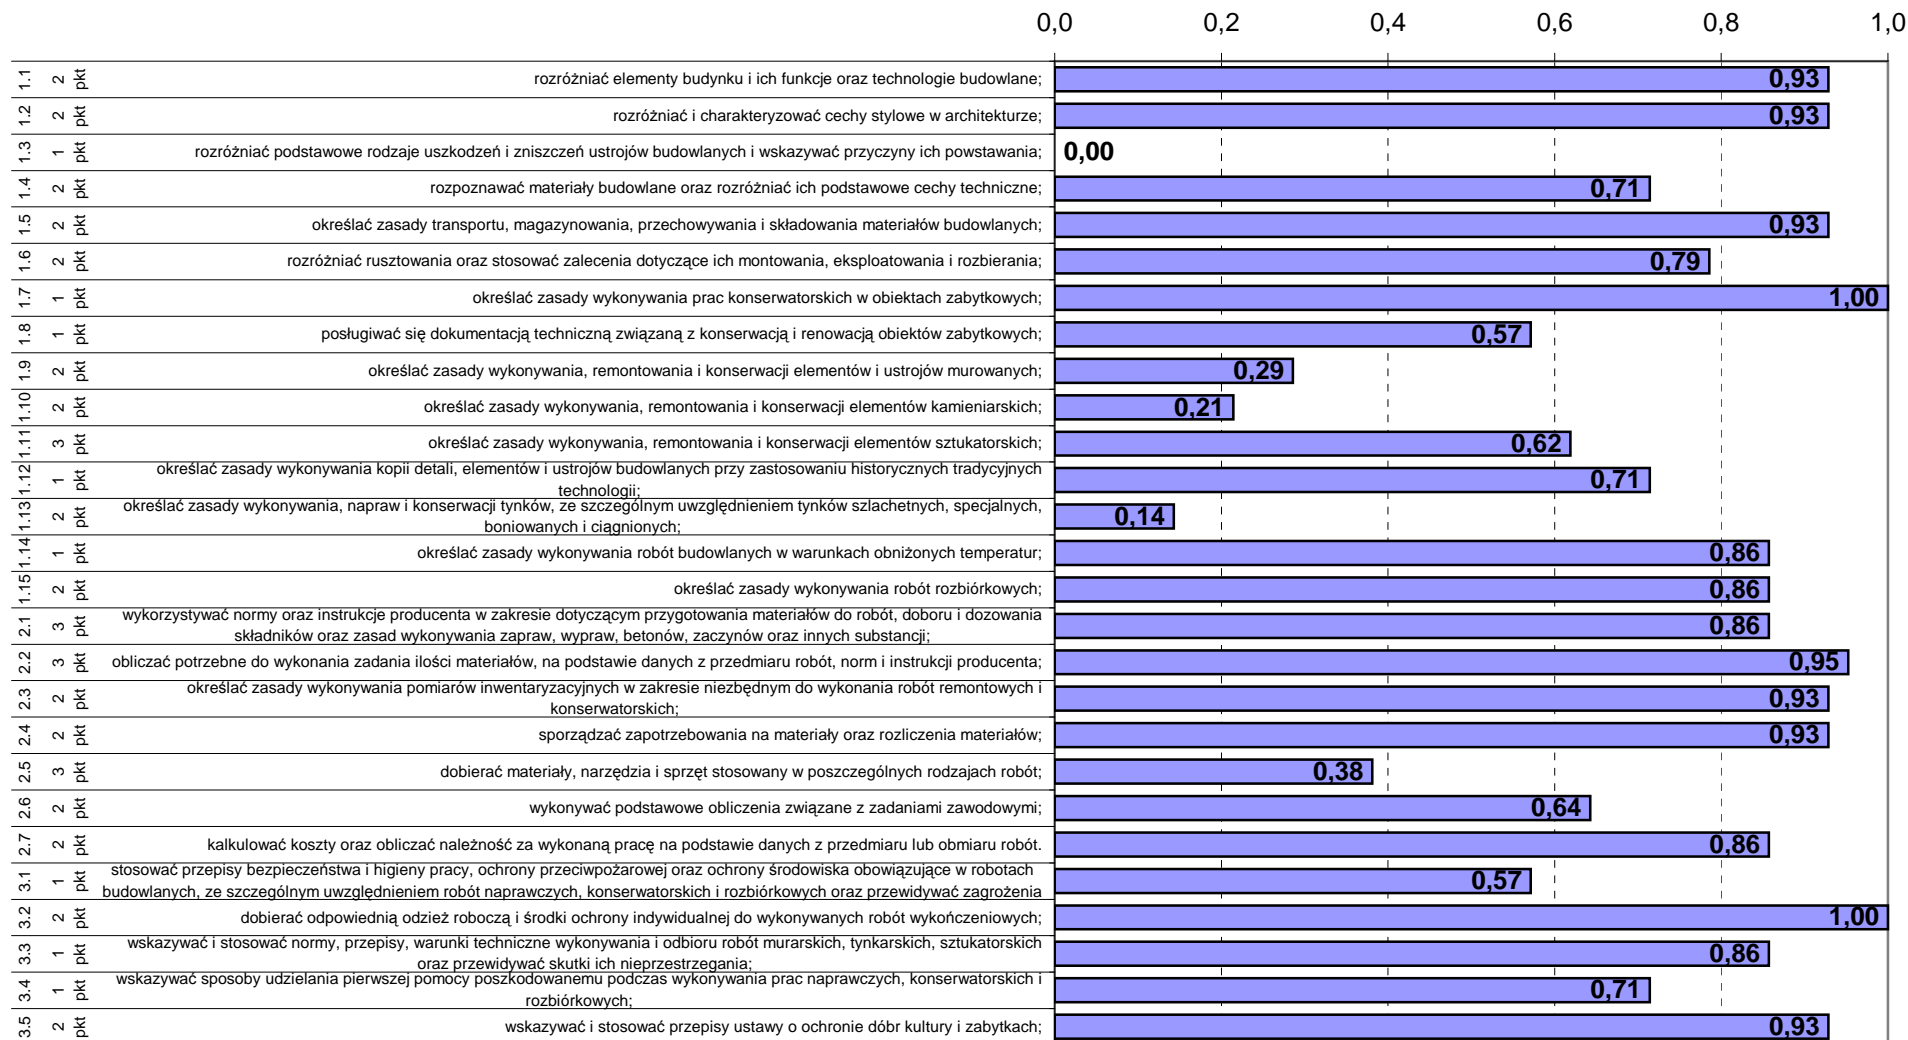 0,0 0,2 0,4 0,6 0,8 1,0
1.1 2 pkt rozróżniać elementy budynku i ich funkcje oraz technologie budowlane; 0,93
1.2 2 pkt rozróżniać i charakteryzować cechy stylowe w architekturze; 0,93
1.3 1 pkt rozróżniać podstawowe rodzaje uszkodzeń i zniszczeń ustrojów budowlanych i wskazywać przyczyny ich powstawania; 0,00
1.4 2 pkt rozpoznawać materiały budowlane oraz rozróżniać ich podstawowe cechy techniczne; 0,71
1.5 2 pkt określać zasady transportu, magazynowania, przechowywania i składowania materiałów budowlanych; 0,93
1.6 2 pkt rozróżniać rusztowania oraz stosować zalecenia dotyczące ich montowania, eksploatowania i rozbierania; 0,79
1.7 1 pkt określać zasady wykonywania prac konserwatorskich w obiektach zabytkowych; 1,00
1.8 1 pkt posługiwać się dokumentacją techniczną związaną z konserwacją i renowacją obiektów zabytkowych; 0,57
1.9 2 pkt określać zasady wykonywania, remontowania i konserwacji elementów i ustrojów murowanych; 0,29
1.10 2 pkt określać zasady wykonywania, remontowania i konserwacji elementów kamieniarskich; 0,21
1.11 3 pkt określać zasady wykonywania, remontowania i konserwacji elementów sztukatorskich; 0,62
1.12 1 pkt określać zasady wykonywania kopii detali, elementów i ustrojów budowlanych przy zastosowaniu historycznych tradycyjnych
technologii; 0,71
1.13 2 pkt określać zasady wykonywania, napraw i konserwacji tynków, ze szczególnym uwzględnieniem tynków szlachetnych, specjalnych,
boniowanych i ciągnionych; 0,14
1.14 1 pkt określać zasady wykonywania robót budowlanych w warunkach obniżonych temperatur; 0,86
1.15 2 pkt określać zasady wykonywania robót rozbiórkowych; 0,86
2.1 3 pkt wykorzystywać normy oraz instrukcje producenta w zakresie dotyczącym przygotowania materiałów do robót, doboru i dozowania
składników oraz zasad wykonywania zapraw, wypraw, betonów, zaczynów oraz innych substancji; 0,86
2.2 3 pkt obliczać potrzebne do wykonania zadania ilości materiałów, na podstawie danych z przedmiaru robót, norm i instrukcji producenta; 0,95
2.3 2 pkt określać zasady wykonywania pomiarów inwentaryzacyjnych w zakresie niezbędnym do wykonania robót remontowych i
konserwatorskich; 0,93
2.4 2 pkt sporządzać zapotrzebowania na materiały oraz rozliczenia materiałów; 0,93
2.5 3 pkt dobierać materiały, narzędzia i sprzęt stosowany w poszczególnych rodzajach robót; 0,38
2.6 2 pkt wykonywać podstawowe obliczenia związane z zadaniami zawodowymi; 0,64
2.7 2 pkt kalkulować koszty oraz obliczać należność za wykonaną pracę na podstawie danych z przedmiaru lub obmiaru robót. 0,86
3.1 1 pkt stosować przepisy bezpieczeństwa i higieny pracy, ochrony przeciwpożarowej oraz ochrony środowiska obowiązujące w robotach
budowlanych, ze szczególnym uwzględnieniem robót naprawczych, konserwatorskich i rozbiórkowych oraz przewidywać zagrożenia 0,57
3.2 2 pkt dobierać odpowiednią odzież roboczą i środki ochrony indywidualnej do wykonywanych robót wykończeniowych; 1,00
3.3 1 pkt wskazywać i stosować normy, przepisy, warunki techniczne wykonywania i odbioru robót murarskich, tynkarskich, sztukatorskich
oraz przewidywać skutki ich nieprzestrzegania; 0,86
3.4 1 pkt wskazywać sposoby udzielania pierwszej pomocy poszkodowanemu podczas wykonywania prac naprawczych, konserwatorskich i
rozbiórkowych; 0,71
3.5 2 pkt wskazywać i stosować przepisy ustawy o ochronie dóbr kultury i zabytkach; 0,93